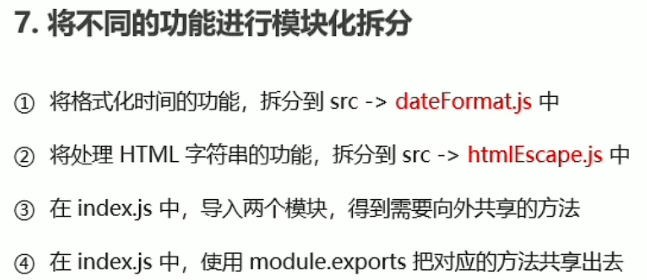 7. 将不同的功能进行模块化拆分
① 将格式化时间的功能，拆分到 src -> dateFormat.js 中
② 将处理 HTML 字符串的功能，拆分到 src -> htmlEscape.js 中
③ 在 index.js 中，导入两个模块，得到需要向外共享的方法
④ 在 index.js 中，使用 module.exports 把对应的方法共享出去